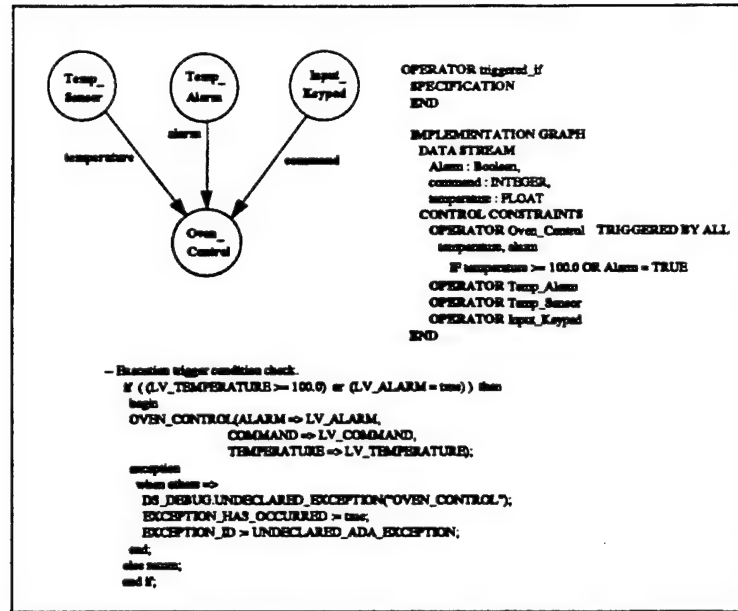 Temp_
Sensor
Temp_
Alarm
Input_
Keypad
alarm
temperature
command
Oven_
Control
OPERATOR triggered_if
SPECIFICATION
END
IMPLEMENTATION GRAPH
DATA STREAM
Alarm : Boolean,
command : INTEGER,
temperature : FLOAT
CONTROL CONSTRAINTS
OPERATOR Oven_Control TRIGGERED BY ALL
temperature, alarm
IF temperature >= 100.0 OR Alarm = TRUE
OPERATOR Temp_Alarm
OPERATOR Temp_Sensor
OPERATOR Input_Keypad
END
-- Execution trigger condition check.
if ( (LV_TEMPERATURE >= 100.0) or (LV_ALARM = true) ) then
begin
OVEN_CONTROL(ALARM => LV_ALARM,
COMMAND => LV_COMMAND,
TEMPERATURE => LV_TEMPERATURE);
exception
when others =>
DS_DEBUG.UNDECLARED_EXCEPTION("OVEN_CONTROL");
EXCEPTION_HAS_OCCURRED := true;
EXCEPTION_ID := UNDECLARED_ADA_EXCEPTION;
end;
else return;
end if;